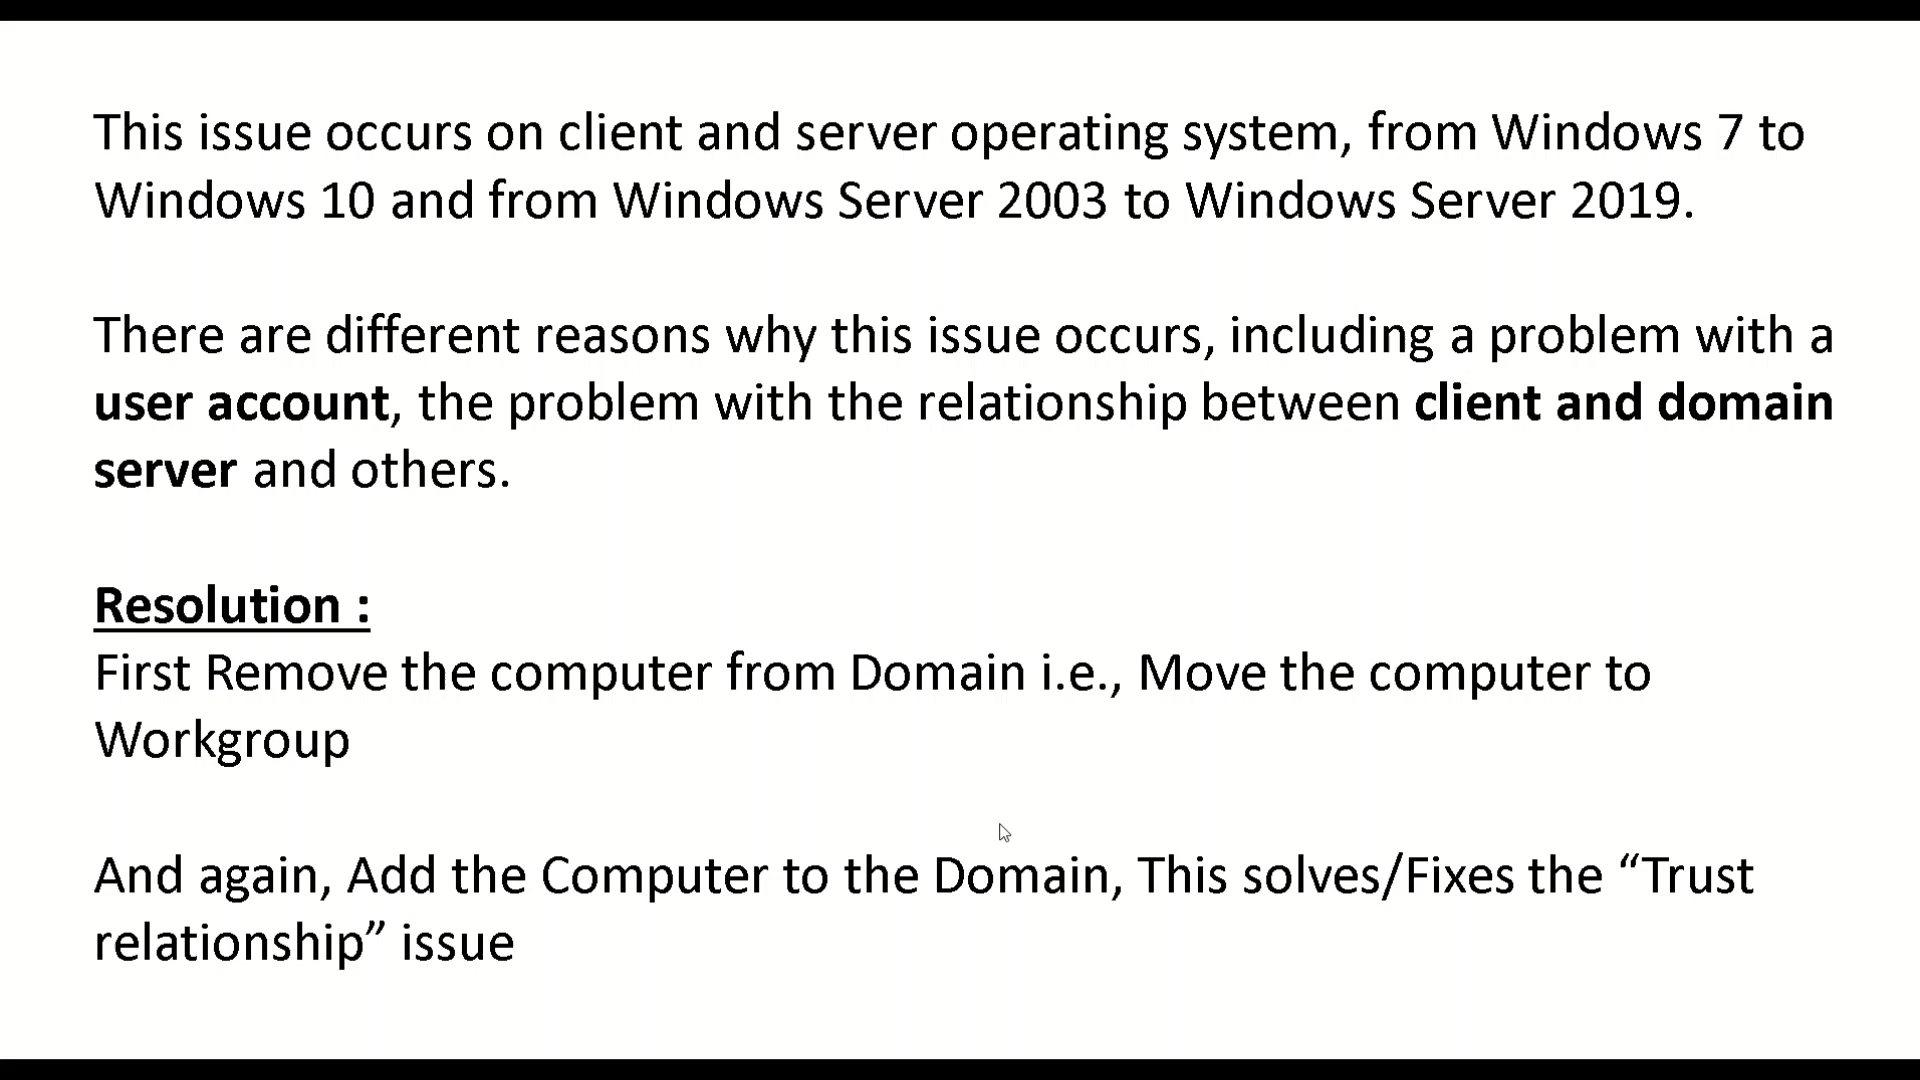 This issue occurs on client and server operating system, from Windows 7 to
Windows 10 and from Windows Server 2003 to Windows Server 2019.
There are different reasons why this issue occurs, including a problem with a
user account, the problem with the relationship between client and domain
server and others.
Resolution :
First Remove the computer from Domain i.e., Move the computer to
Workgroup
And again, Add the Computer to the Domain, This solves/Fixes the “Trust
relationship” issue